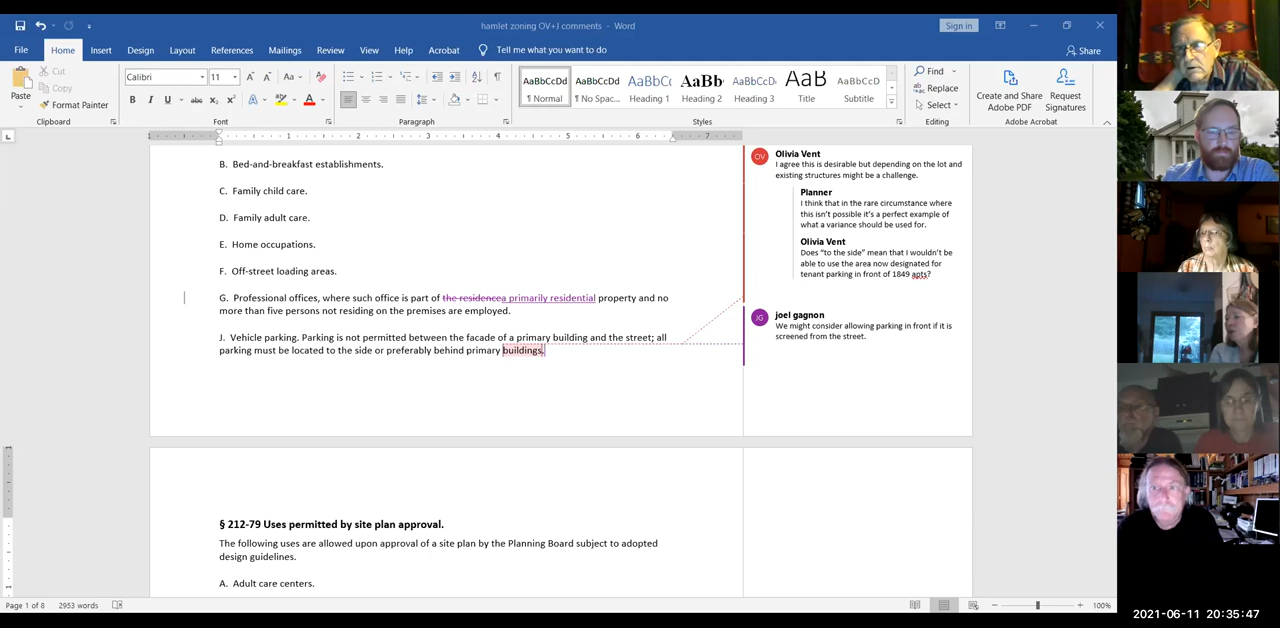 hamlet zoning OV+J comments - Word
Sign in
File Home Insert Design Layout References Mailings Review View Help Acrobat Tell me what you want to do
Share
Paste
Cut
Copy
Format Painter
Clipboard
Calibri 11
Font
Paragraph
AaBbCcDd AaBbCcDd AaBbCc AaBb AaBbCcD AaB AaBbCcD
¶ Normal ¶ No Spac... Heading 1 Heading 2 Heading 3 Title Subtitle
Styles
Find
Replace
Select
Editing
Create and Share Adobe PDF
Request Signatures
Adobe Acrobat
1 2 3 4 5 6 7
B. Bed-and-breakfast establishments.
C. Family child care.
D. Family adult care.
E. Home occupations.
F. Off-street loading areas.
G. Professional offices, where such office is part of the residencea primarily residential property and no
more than five persons not residing on the premises are employed.
J. Vehicle parking. Parking is not permitted between the facade of a primary building and the street; all
parking must be located to the side or preferably behind primary buildings.
§ 212-79 Uses permitted by site plan approval.
The following uses are allowed upon approval of a site plan by the Planning Board subject to adopted
design guidelines.
A. Adult care centers.
OV
Olivia Vent
I agree this is desirable but depending on the lot and
existing structures might be a challenge.
Planner
I think that in the rare circumstance where
this isn't possible it's a perfect example of
what a variance should be used for.
Olivia Vent
Does "to the side" mean that I wouldn't be
able to use the area now designated for
tenant parking in front of 1849 apts?
JG
joel gagnon
We might consider allowing parking in front if it is
screened from the street.
Page 1 of 8 2953 words
100%
2021-06-11 20:35:47